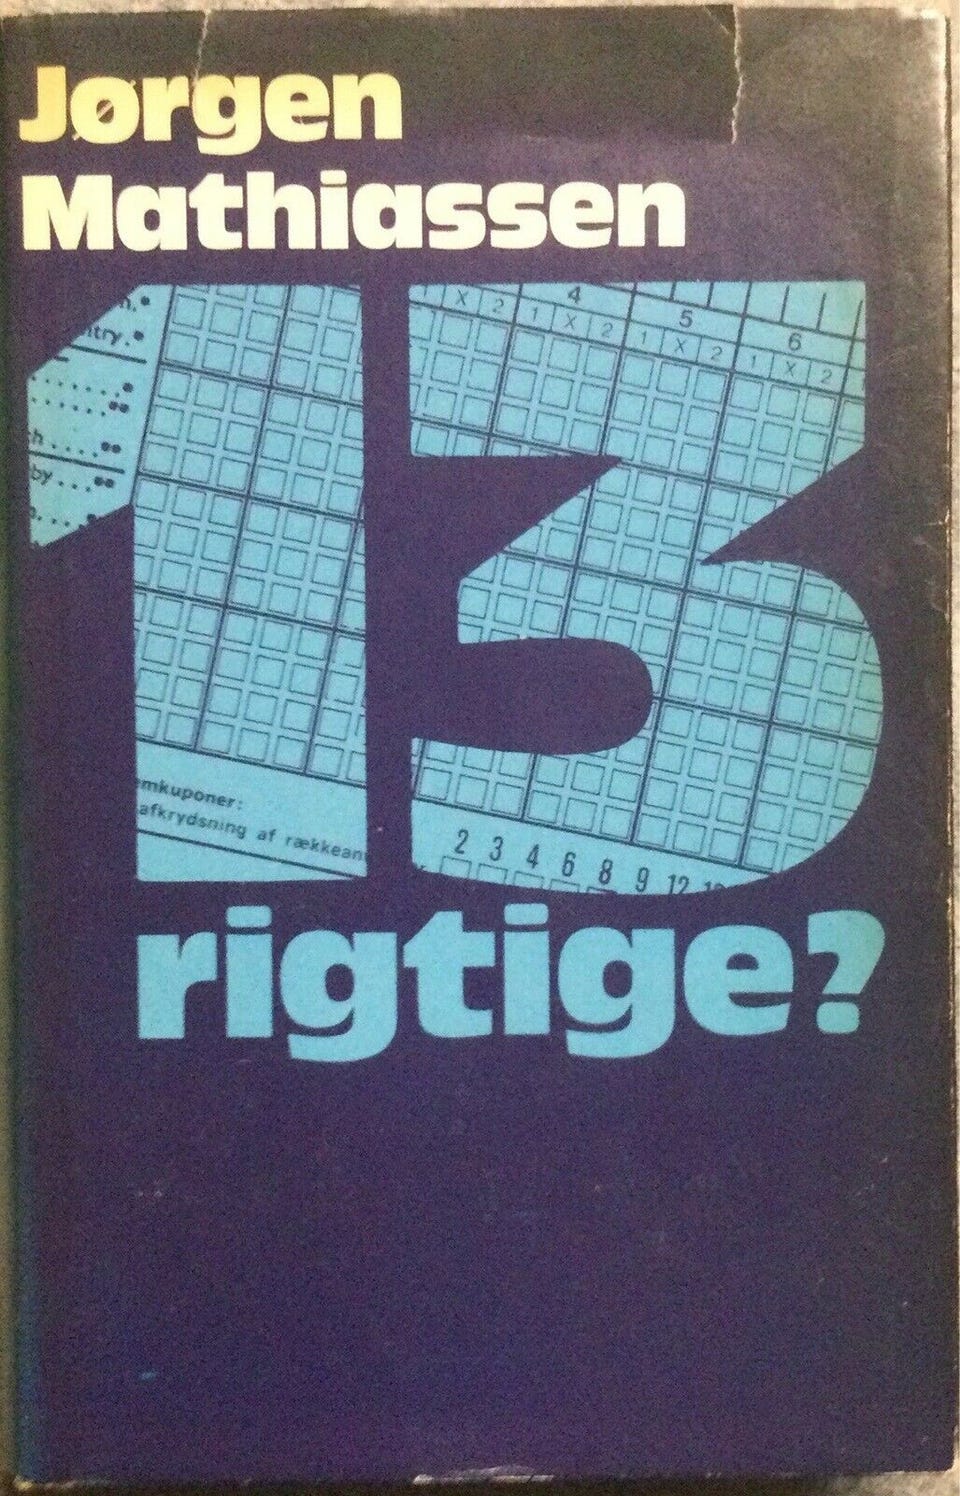 Jørgen
Mathiassen
13
X 2
4
1 X 2
5
1 X 2
6
1 X 2
mkuponer:
afkrydsning af rækkean
2 3 4 6 8 9 12
rigtige?